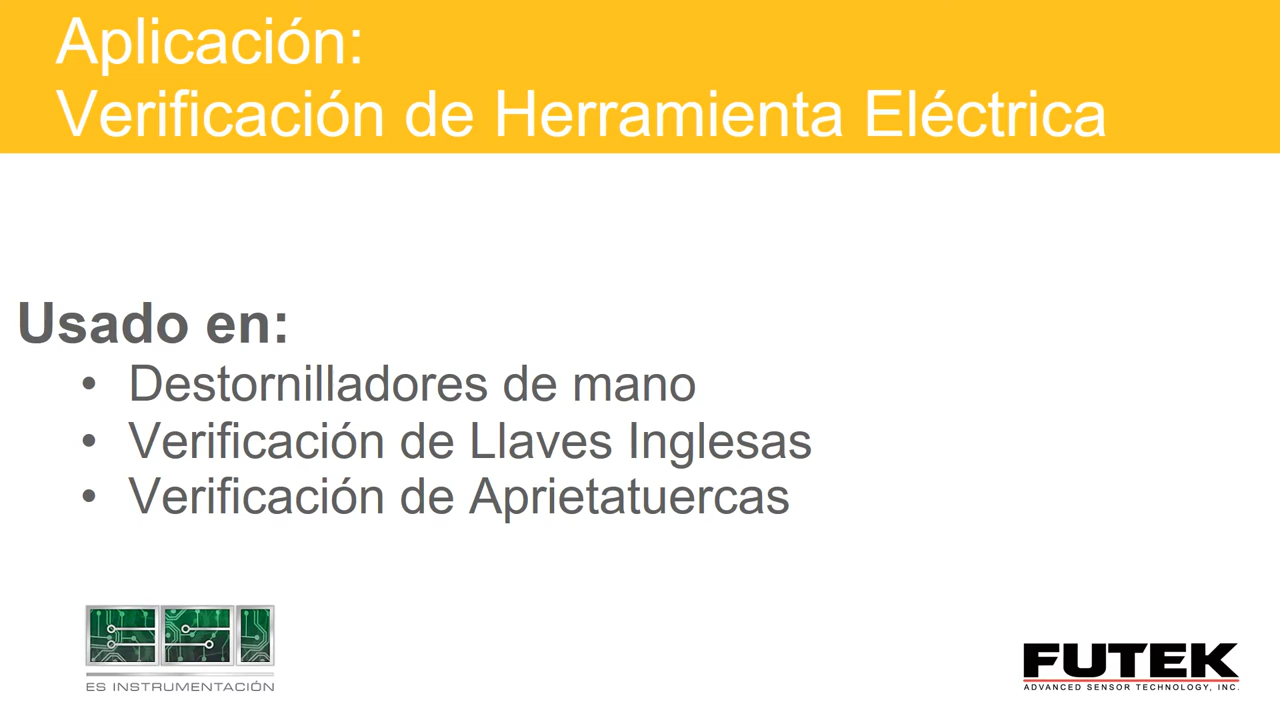 Aplicación:
Verificación de Herramienta Eléctrica
Usado en:
• Destornilladores de mano
• Verificación de Llaves Inglesas
• Verificación de Aprietatuercas
ES INSTRUMENTACIÓN
FUTEK
ADVANCED SENSOR TECHNOLOGY, INC.